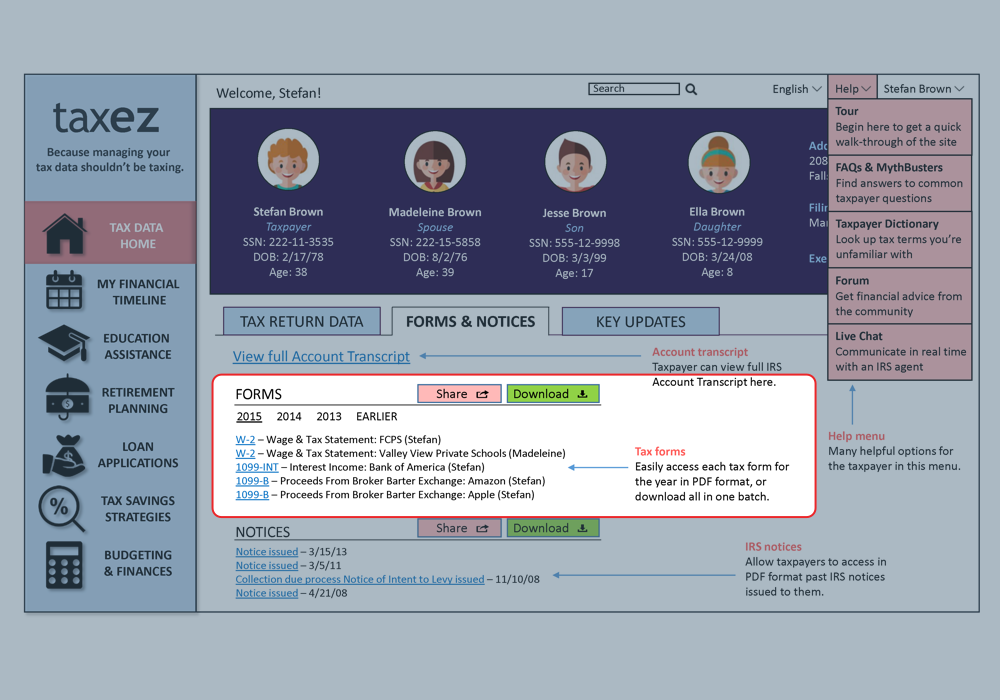 Welcome, Stefan!
Search
English
Help
Stefan Brown
taxez
Because managing your
tax data shouldn't be taxing.
TAX DATA
HOME
MY FINANCIAL
TIMELINE
EDUCATION
ASSISTANCE
RETIREMENT
PLANNING
LOAN
APPLICATIONS
TAX SAVINGS
STRATEGIES
BUDGETING
& FINANCES
Stefan Brown
Taxpayer
SSN: 222-11-3535
DOB: 2/17/78
Age: 38
Madeleine Brown
Spouse
SSN: 222-15-5858
DOB: 8/2/76
Age: 39
Jesse Brown
Son
SSN: 555-12-9998
DOB: 3/3/99
Age: 17
Ella Brown
Daughter
SSN: 555-12-9999
DOB: 3/24/08
Age: 8
208
Tour
Begin here to get a quick
walk-through of the site
FAQs & MythBusters
Find answers to common
taxpayer questions
Taxpayer Dictionary
Look up tax terms you're
unfamiliar with
Forum
Get financial advice from
the community
Live Chat
Communicate in real time
with an IRS agent
Help menu
Many helpful options for
the taxpayer in this menu.
TAX RETURN DATA
FORMS & NOTICES
KEY UPDATES
View full Account Transcript
Account transcript
Taxpayer can view full IRS
Account Transcript here.
FORMS
Share
Download
2015 2014 2013 EARLIER
W-2 – Wage & Tax Statement: FCPS (Stefan)
W-2 – Wage & Tax Statement: Valley View Private Schools (Madeleine)
1099-INT – Interest Income: Bank of America (Stefan)
1099-B – Proceeds From Broker Barter Exchange: Amazon (Stefan)
1099-B – Proceeds From Broker Barter Exchange: Apple (Stefan)
Tax forms
Easily access each tax form for
the year in PDF format, or
download all in one batch.
NOTICES
Share
Download
Notice issued – 3/15/13
Notice issued – 3/5/11
Collection due process Notice of Intent to Levy issued – 11/10/08
Notice issued – 4/21/08
IRS notices
Allow taxpayers to access in
PDF format past IRS notices
issued to them.